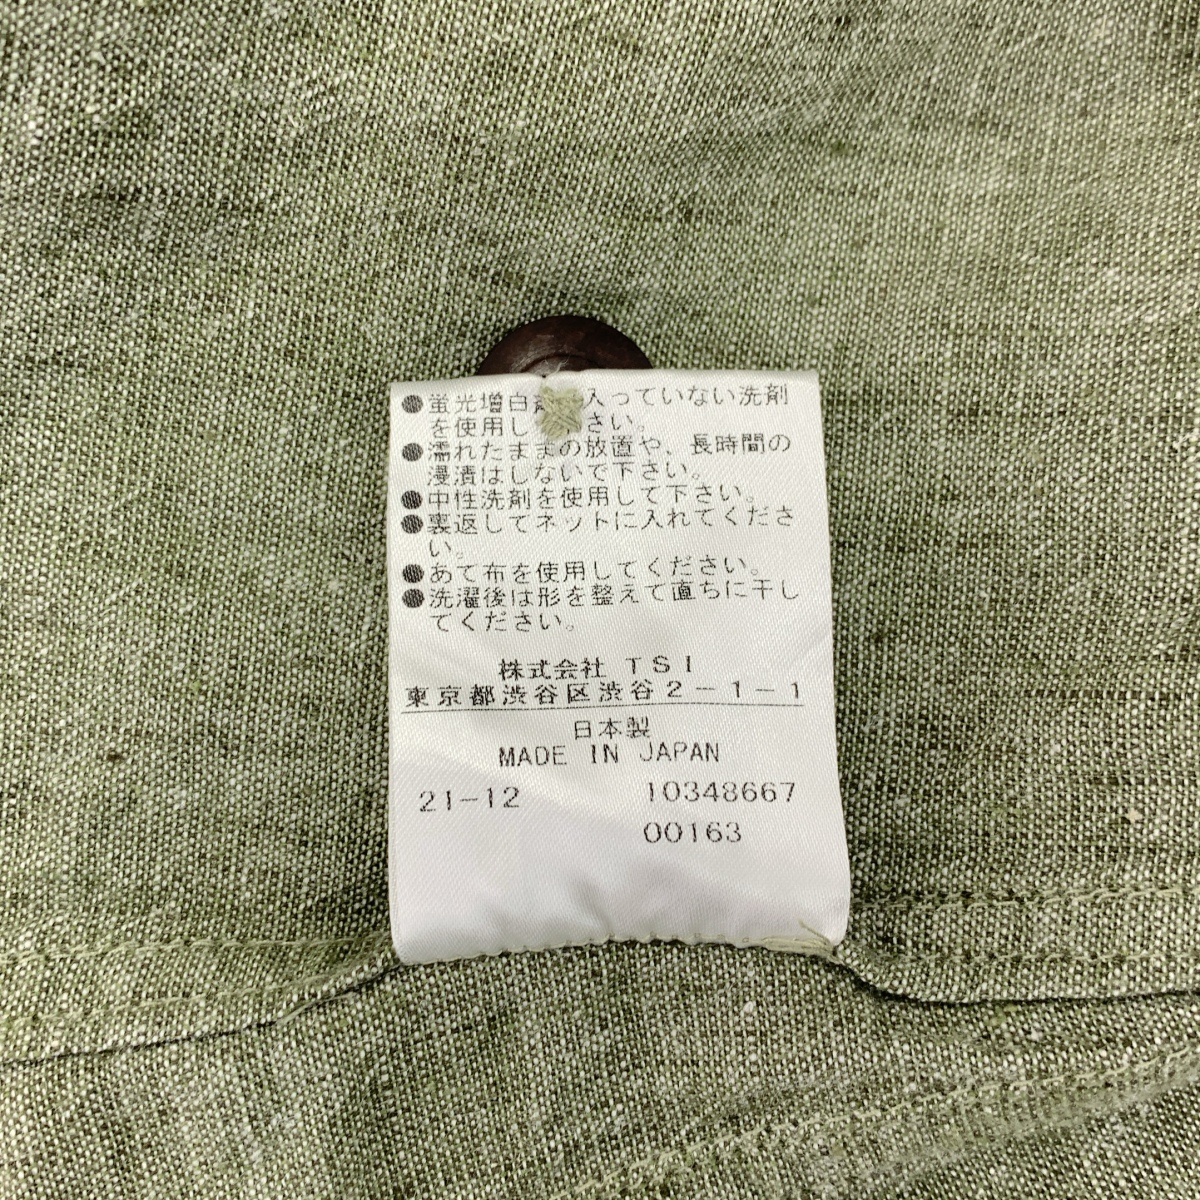 ●蛍光増白剤 入っていない洗剤
を使用し 下さい。
●濡れたままの放置や、長時間の
浸漬はしないで下さい。
●中性洗剤を使用して下さい。
●裏返してネットに入れてくださ
い。
●あて布を使用してください。
●洗濯後は形を整えて直ちに干し
てください。
株式会社 TSI
東京都渋谷区渋谷2-1-1
日本製
MADE IN JAPAN
21-12 10348667
00163